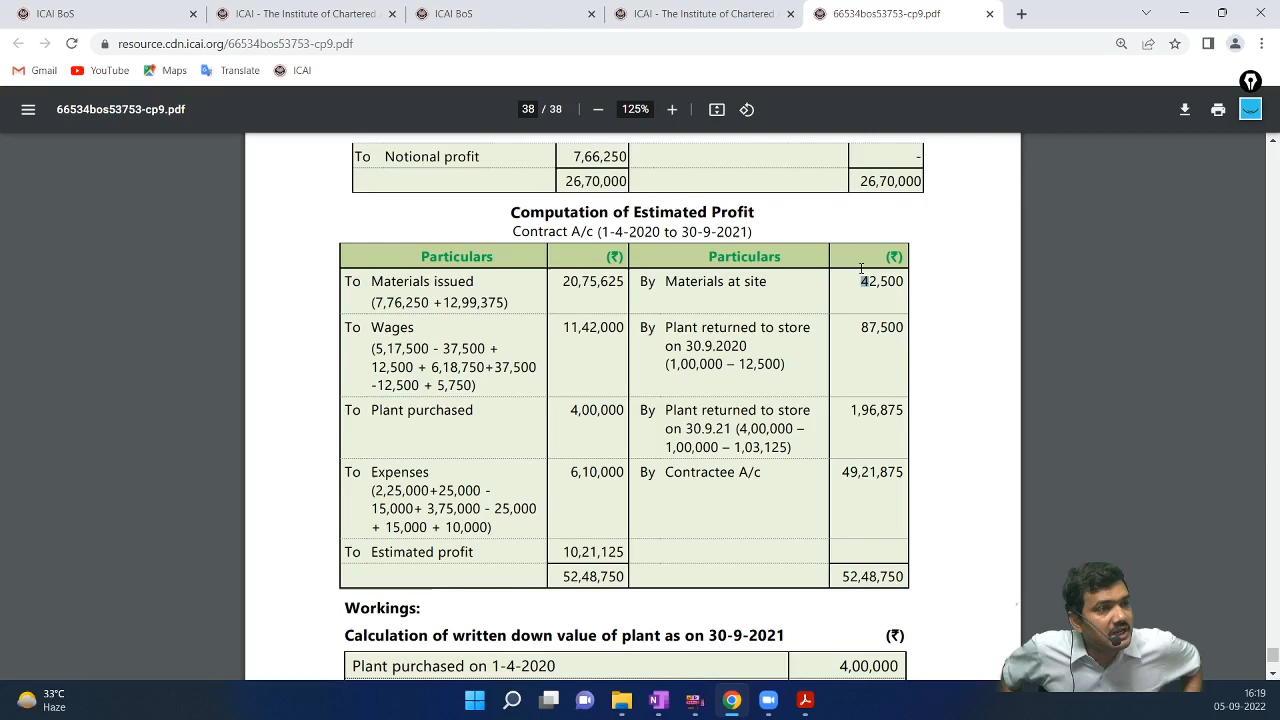 ICAI BoS
ICAI - The Institute of Chartered A
ICAI BoS
ICAI - The Institute of Chartered A
66534bos53753-cp9.pdf
resource.cdn.icai.org/66534bos53753-cp9.pdf
Gmail YouTube Maps Translate ICAI
66534bos53753-cp9.pdf 38 / 38 125%
To Notional profit 7,66,250 -
26,70,000 26,70,000
Computation of Estimated Profit
Contract A/c (1-4-2020 to 30-9-2021)
Particulars (₹) Particulars (₹)
To Materials issued 20,75,625 By Materials at site 42,500
(7,76,250 +12,99,375)
To Wages 11,42,000 By Plant returned to store 87,500
(5,17,500 - 37,500 + on 30.9.2020
12,500 + 6,18,750+37,500 (1,00,000 – 12,500)
-12,500 + 5,750)
To Plant purchased 4,00,000 By Plant returned to store 1,96,875
on 30.9.21 (4,00,000 –
1,00,000 – 1,03,125)
To Expenses 6,10,000 By Contractee A/c 49,21,875
(2,25,000+25,000 -
15,000+ 3,75,000 - 25,000
+ 15,000 + 10,000)
To Estimated profit 10,21,125
52,48,750 52,48,750
Workings:
Calculation of written down value of plant as on 30-9-2021 (₹)
Plant purchased on 1-4-2020 4,00,000
33°C
Haze
16:19
05-09-2022